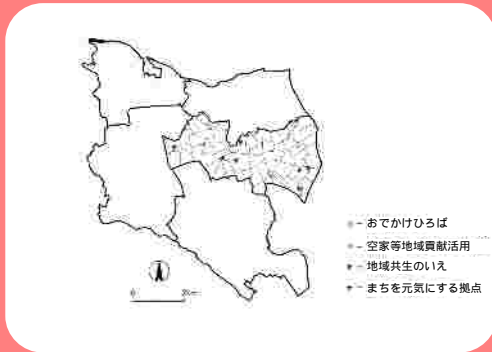 おでかけひろば
空家等地域貢献活用
地域共生のいえ
まちを元気にする拠点
0